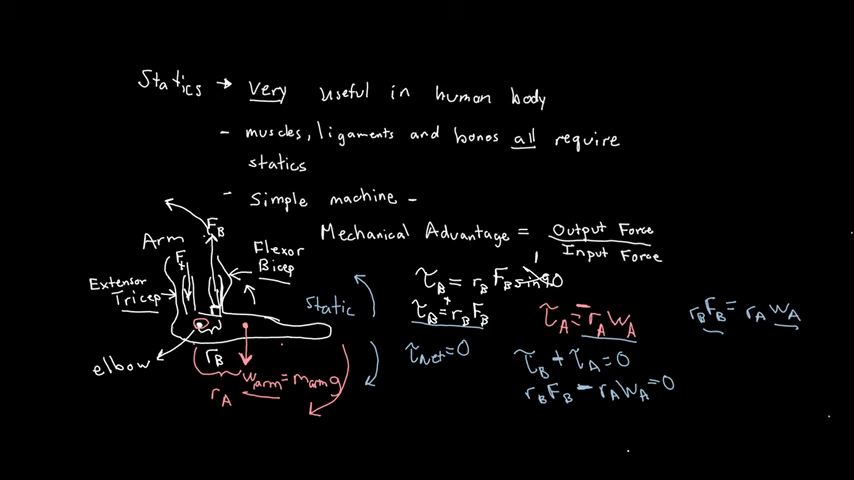 Statics → Very useful in human body
- muscles, ligaments and bones all require
statics
- Simple machine -
Mechanical Advantage = Output Force / Input Force
F_B
Arm
Flexor
Bicep
Extensor
Tricep
F_t
elbow
r_B
r_A
w_arm = m_arm g
static
τ_B = r_B F_B sin 90
1
τ_B = + r_B F_B
τ_Net = 0
τ_A = - r_A W_A
τ_B + τ_A = 0
r_B F_B - r_A W_A = 0
r_B F_B = r_A W_A